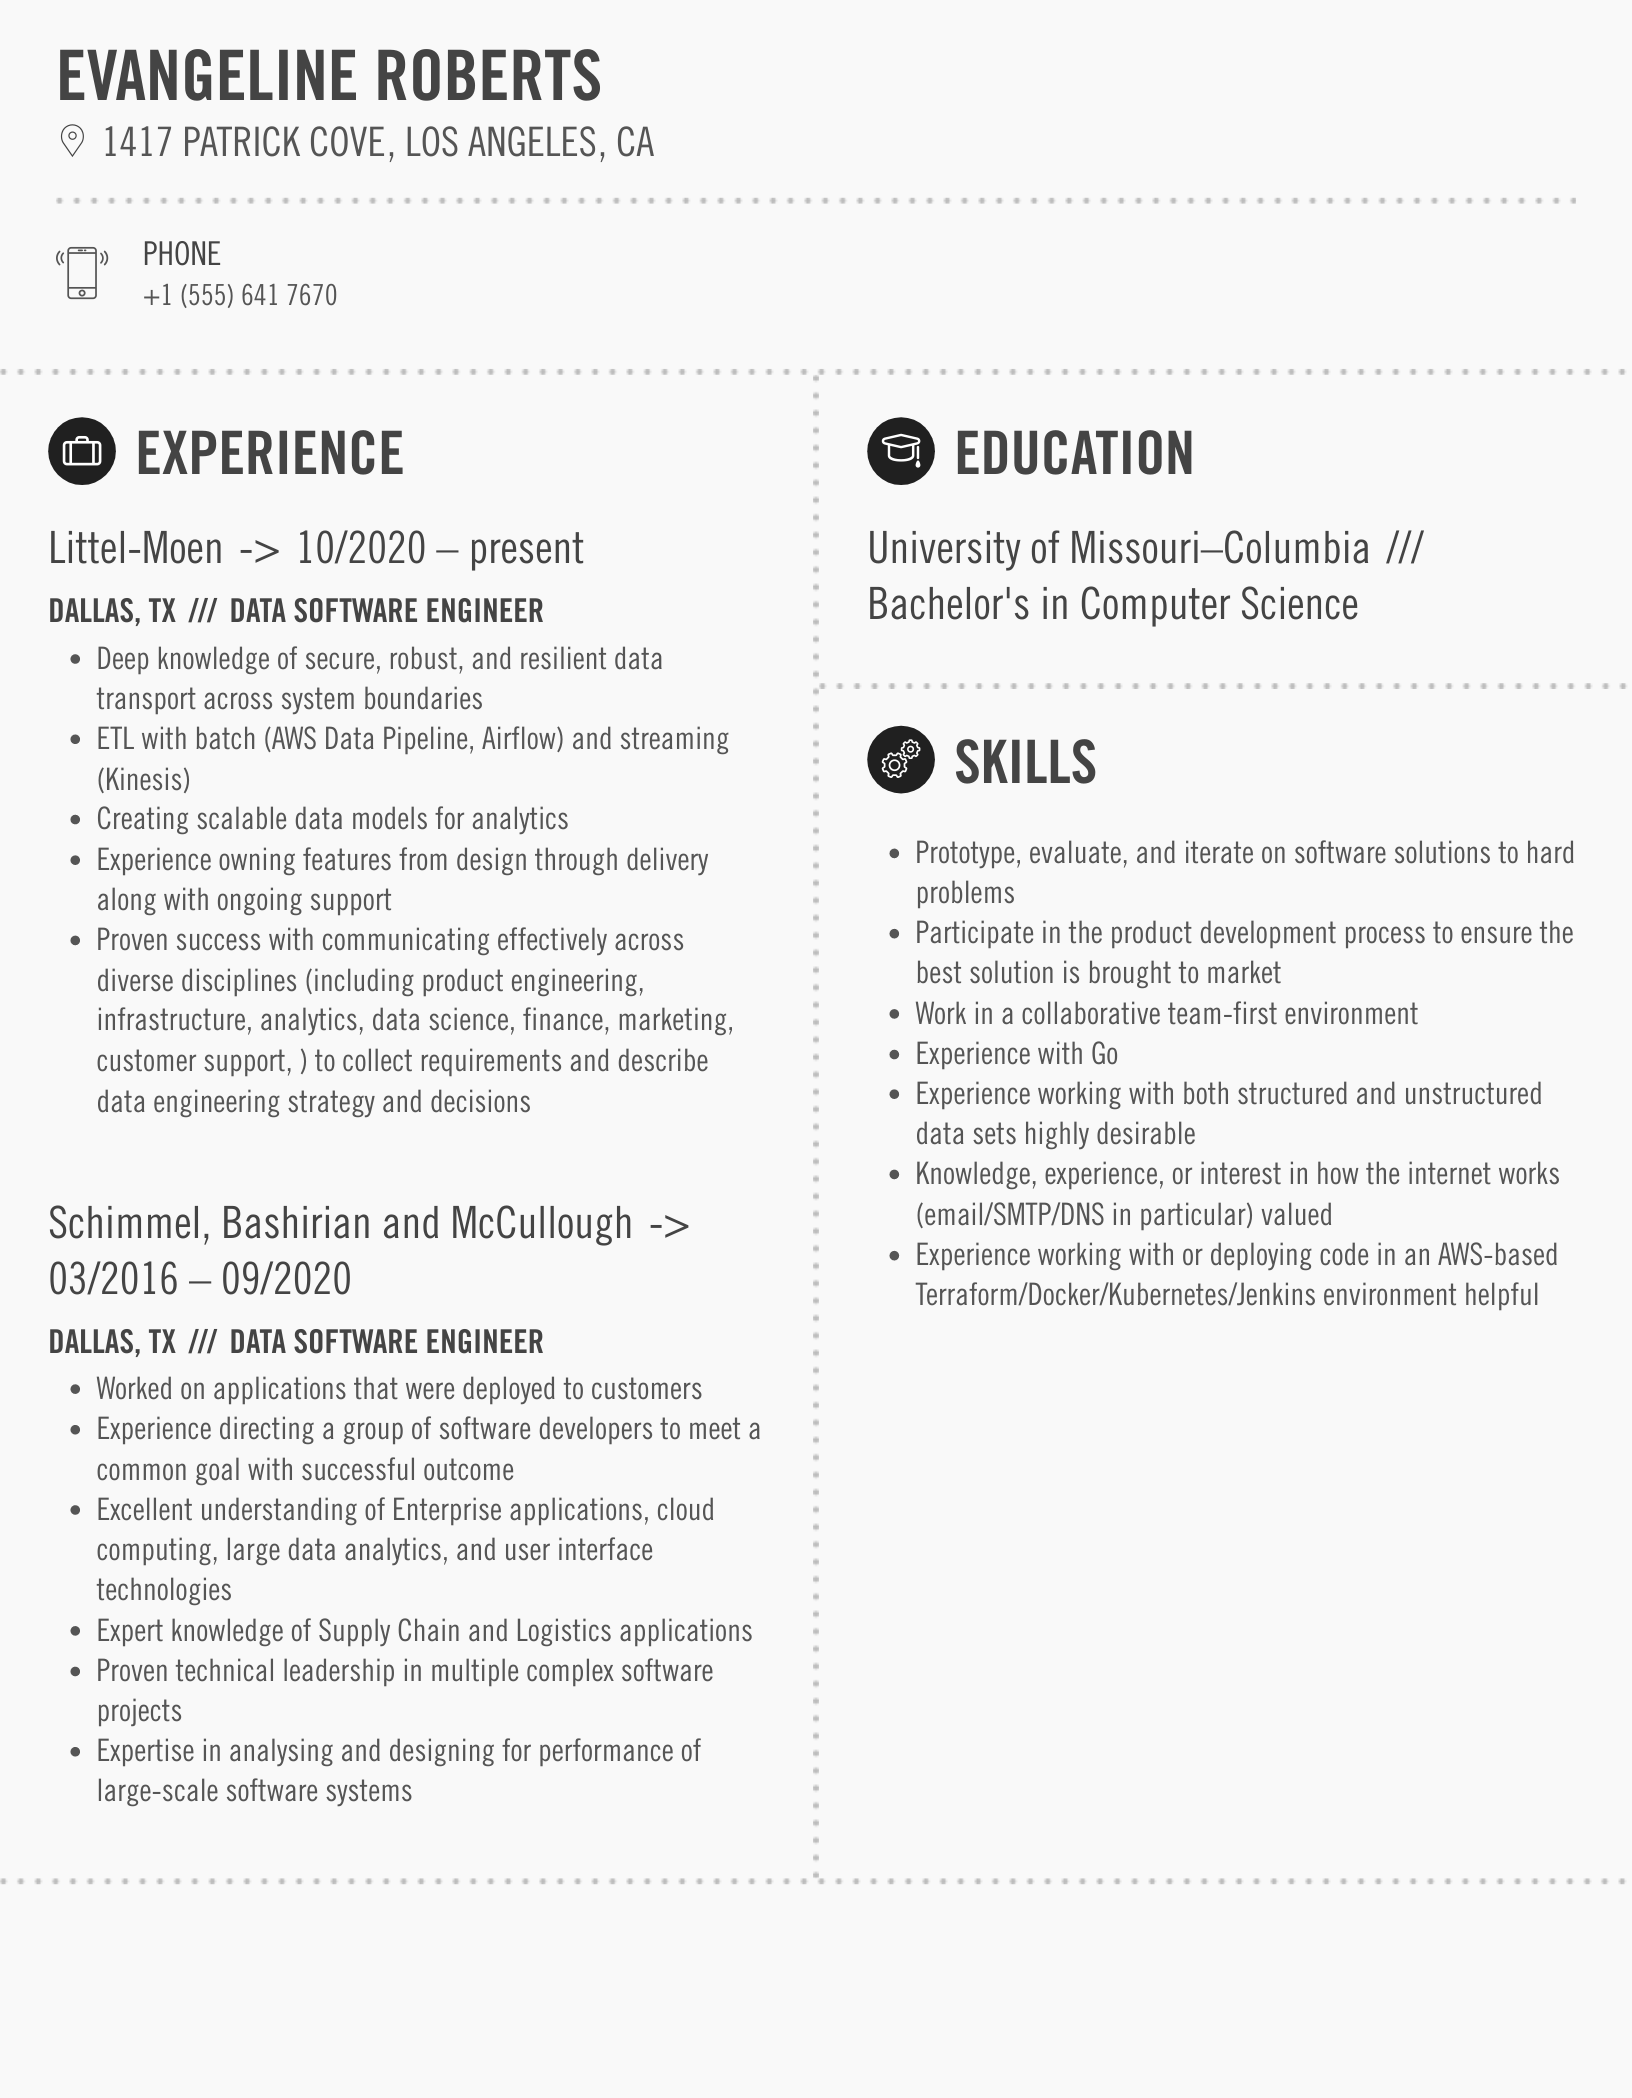 EVANGELINE ROBERTS
1417 PATRICK COVE, LOS ANGELES, CA
PHONE
+1 (555) 641 7670
EXPERIENCE
Littel-Moen -> 10/2020 – present
DALLAS, TX /// DATA SOFTWARE ENGINEER
• Deep knowledge of secure, robust, and resilient data
transport across system boundaries
• ETL with batch (AWS Data Pipeline, Airflow) and streaming
(Kinesis)
• Creating scalable data models for analytics
• Experience owning features from design through delivery
along with ongoing support
• Proven success with communicating effectively across
diverse disciplines (including product engineering,
infrastructure, analytics, data science, finance, marketing,
customer support, ) to collect requirements and describe
data engineering strategy and decisions
Schimmel, Bashirian and McCullough ->
03/2016 – 09/2020
DALLAS, TX /// DATA SOFTWARE ENGINEER
• Worked on applications that were deployed to customers
• Experience directing a group of software developers to meet a
common goal with successful outcome
• Excellent understanding of Enterprise applications, cloud
computing, large data analytics, and user interface
technologies
• Expert knowledge of Supply Chain and Logistics applications
• Proven technical leadership in multiple complex software
projects
• Expertise in analysing and designing for performance of
large-scale software systems
EDUCATION
University of Missouri–Columbia ///
Bachelor's in Computer Science
SKILLS
• Prototype, evaluate, and iterate on software solutions to hard
problems
• Participate in the product development process to ensure the
best solution is brought to market
• Work in a collaborative team-first environment
• Experience with Go
• Experience working with both structured and unstructured
data sets highly desirable
• Knowledge, experience, or interest in how the internet works
(email/SMTP/DNS in particular) valued
• Experience working with or deploying code in an AWS-based
Terraform/Docker/Kubernetes/Jenkins environment helpful